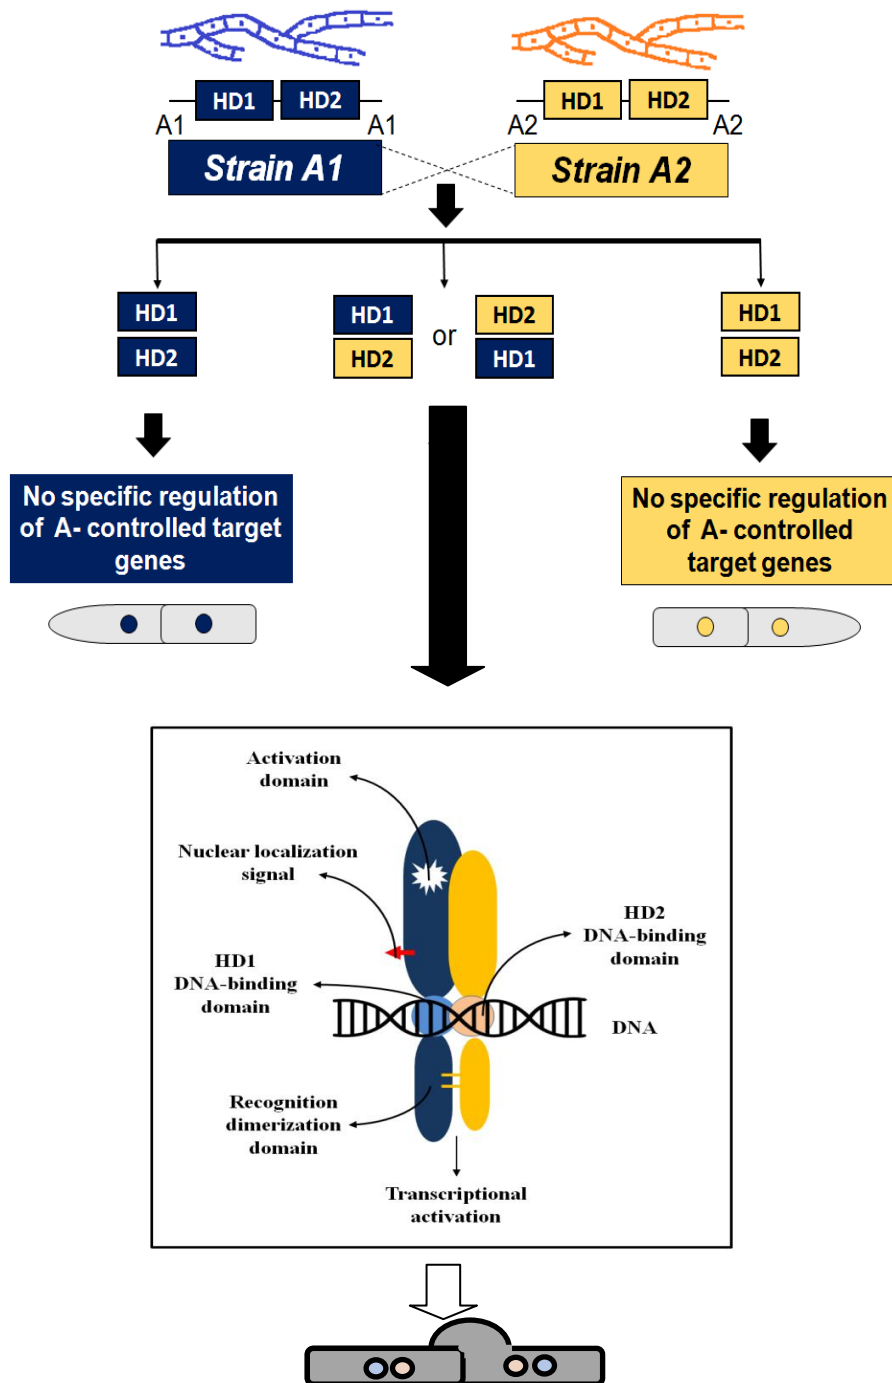 HD1 HD2
HD1 HD2
A1 A1
A2 A2
Strain A1
Strain A2
HD1
HD2
HD1
HD2
or
HD2
HD1
HD1
HD2
No specific regulation
of A- controlled target
genes
No specific regulation
of A- controlled
target genes
Activation
domain
Nuclear localization
signal
HD2
DNA-binding
domain
HD1
DNA-binding
domain
DNA
Recognition
dimerization
domain
Transcriptional
activation